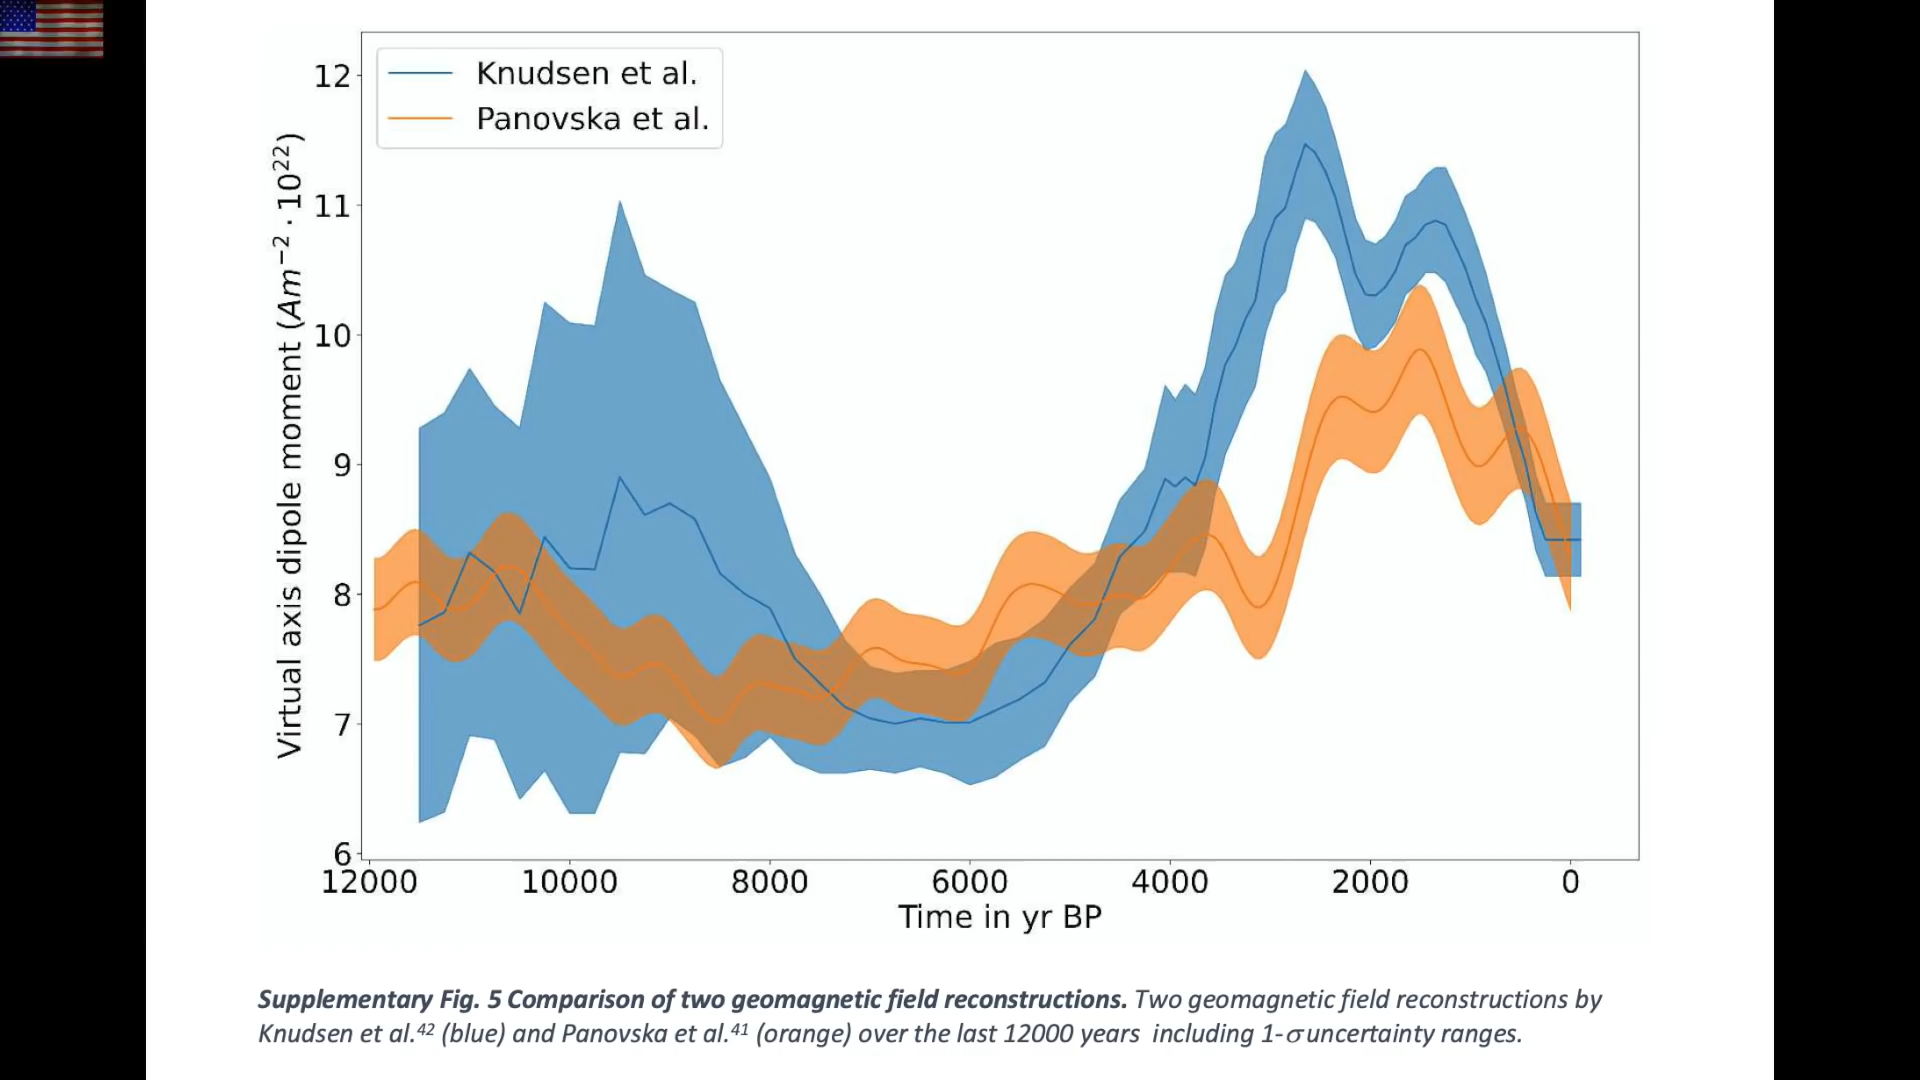 Knudsen et al.
Panovska et al.
Virtual axis dipole moment (Am⁻² · 10²²)
12
11
10
9
8
7
6
12000 10000 8000 6000 4000 2000 0
Time in yr BP
Supplementary Fig. 5 Comparison of two geomagnetic field reconstructions. Two geomagnetic field reconstructions by
Knudsen et al.⁴² (blue) and Panovska et al.⁴¹ (orange) over the last 12000 years including 1-σ uncertainty ranges.